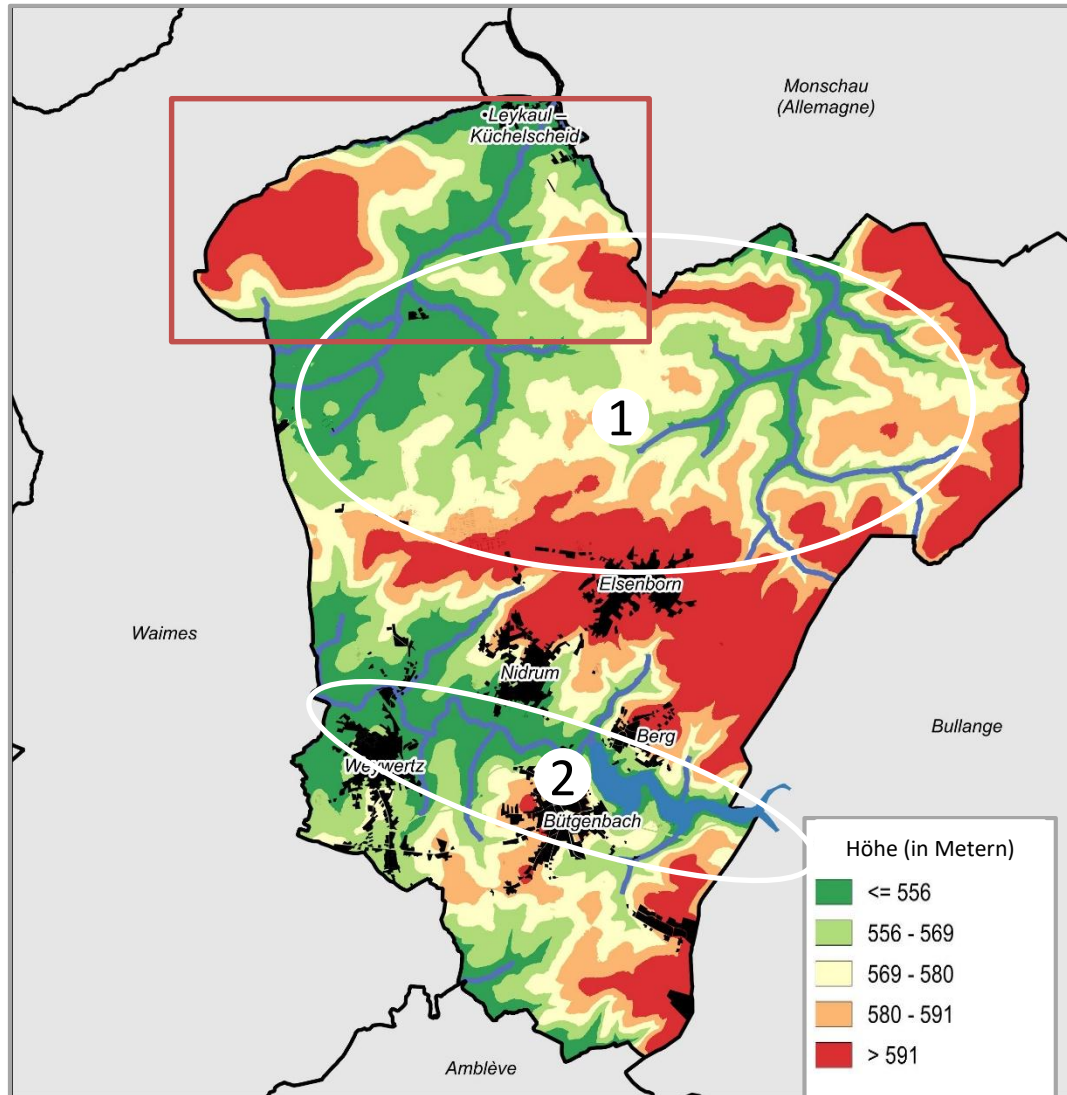 Monschau
(Allemagne)
•Leykaul –
Küchelscheid
1
Elsenborn
Waimes
Nidrum
Bullange
Berg
Weywertz
2
Bütgenbach
Höhe (in Metern)
<= 556
556 - 569
569 - 580
580 - 591
> 591
Amblève